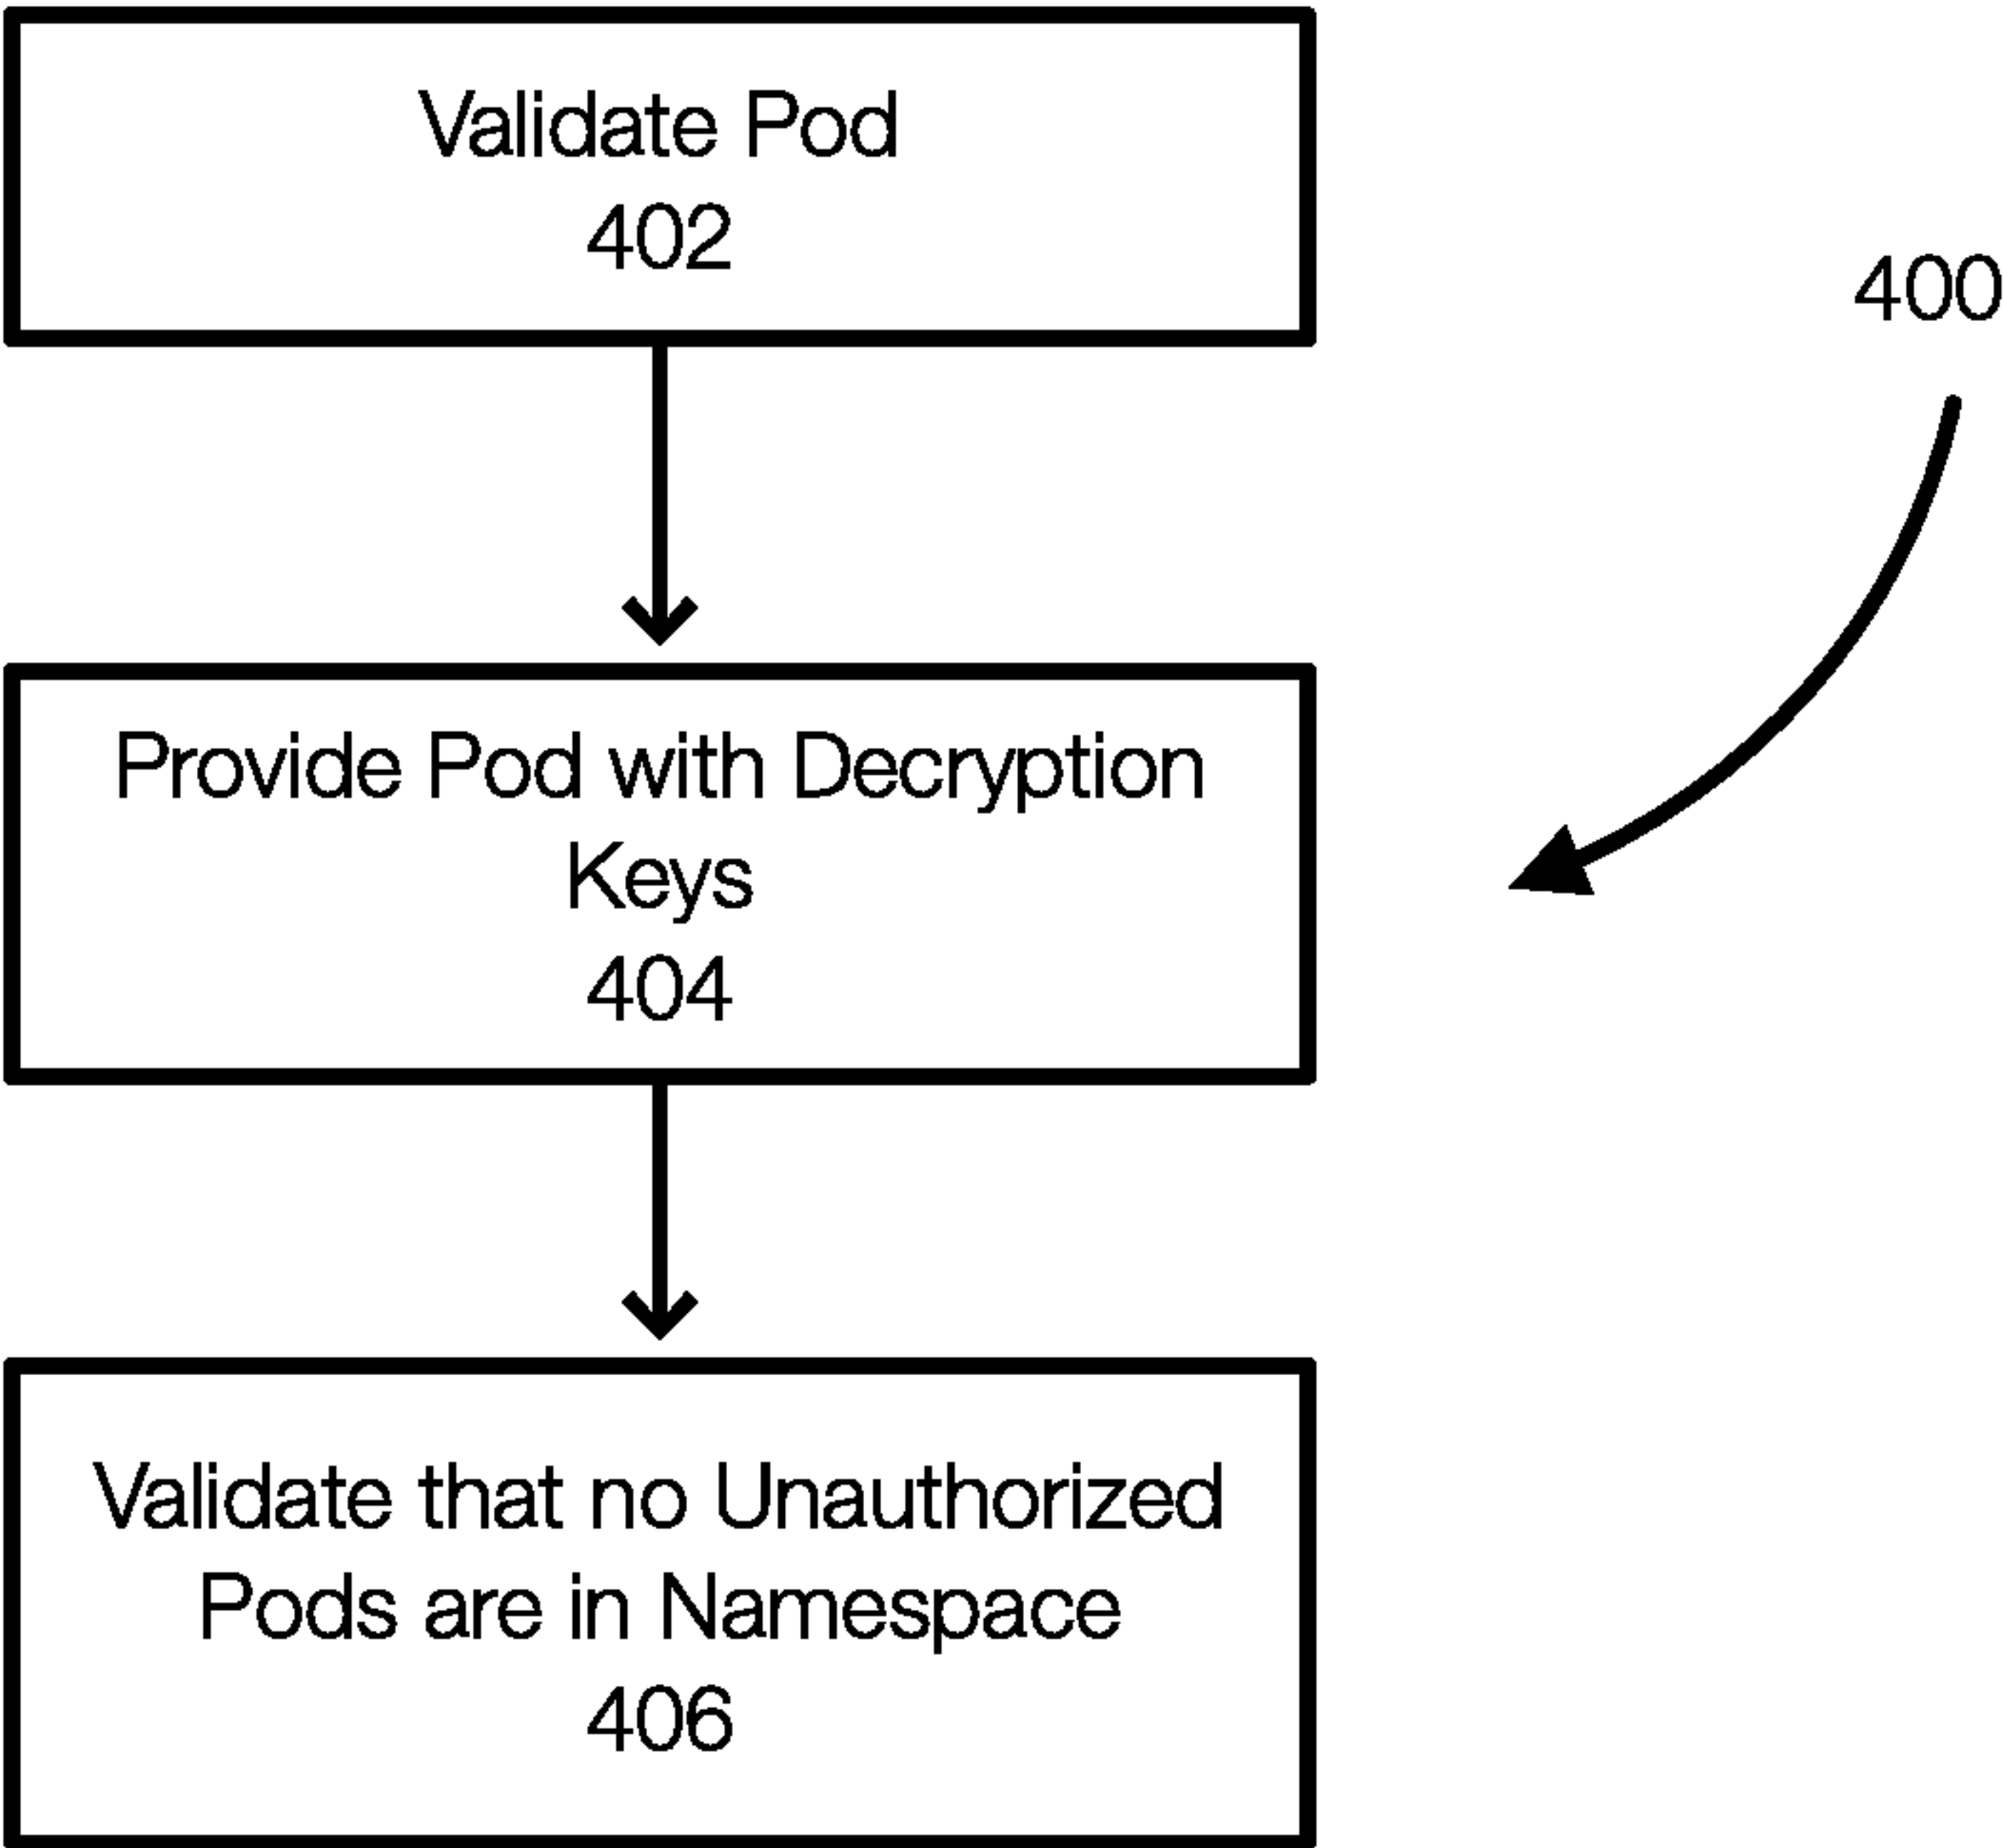 Validate Pod
402
400
Provide Pod with Decryption
Keys
404
Validate that no Unauthorized
Pods are in Namespace
406